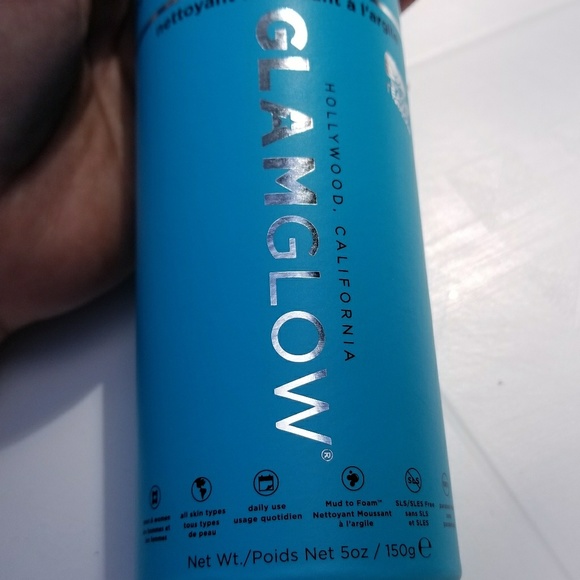 nettoyant
à l'argile
GLAMGLOW®
HOLLYWOOD, CALIFORNIA
all skin types
tous types
de peau
daily use
usage quotidien
Mud to Foam™
Nettoyant Moussant
à l'argile
SLS
SLS/SLES Free
sans SLS
et SLES
Net Wt./Poids Net 5oz / 150g ℮